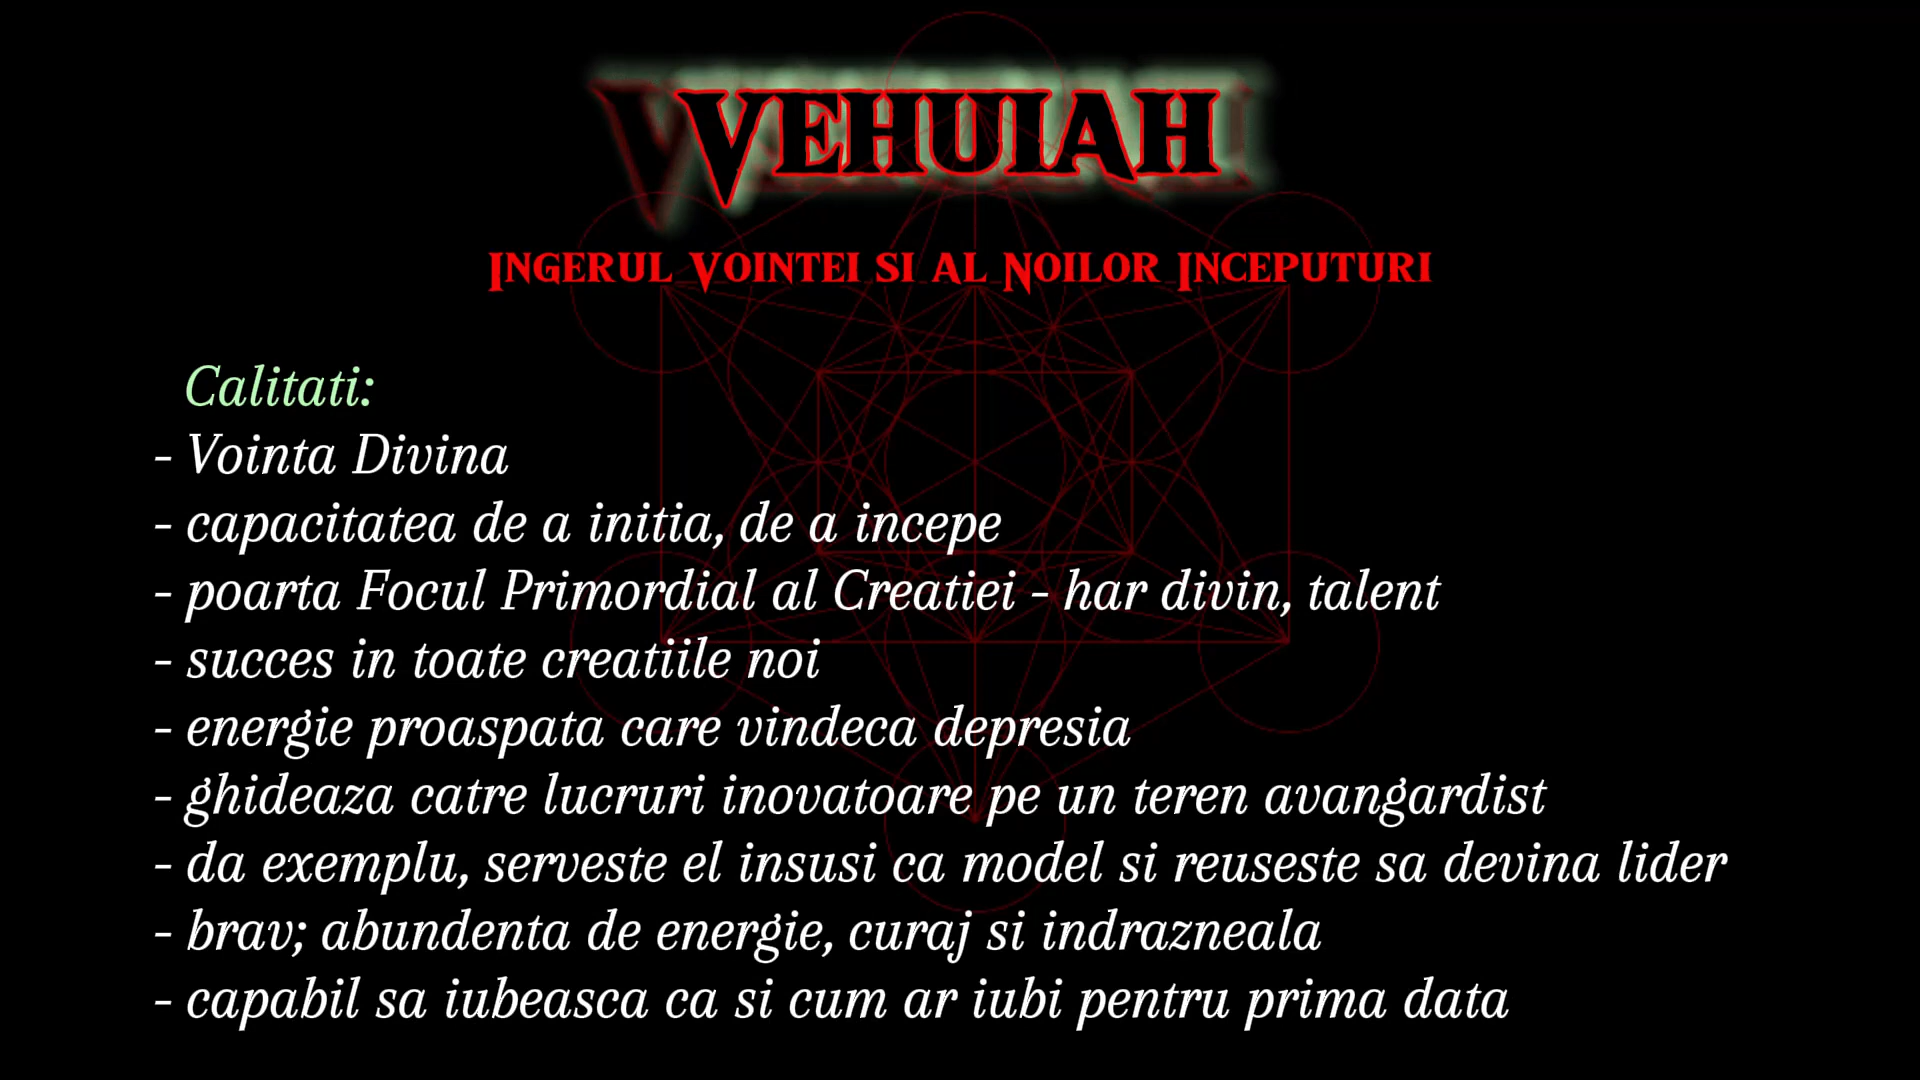 Vehuiah
Ingerul Vointei si al Noilor Inceputuri
Calitati:
- Vointa Divina
- capacitatea de a initia, de a incepe
- poarta Focul Primordial al Creatiei - har divin, talent
- succes in toate creatiile noi
- energie proaspata care vindeca depresia
- ghideaza catre lucruri inovatoare pe un teren avangardist
- da exemplu, serveste el insusi ca model si reuseste sa devina lider
- brav; abundenta de energie, curaj si indrazneala
- capabil sa iubeasca ca si cum ar iubi pentru prima data